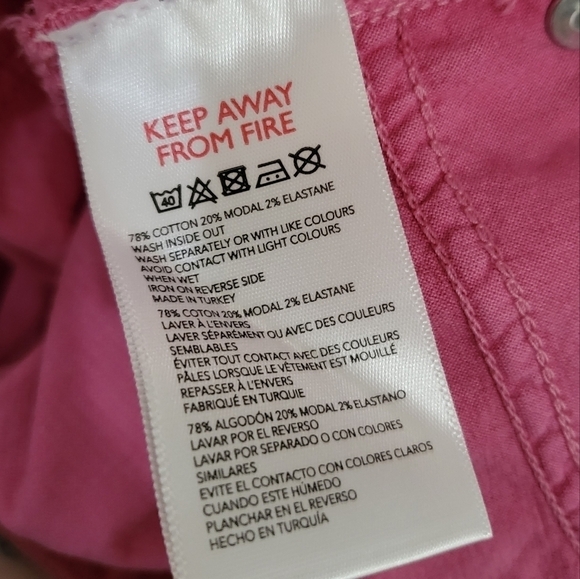 KEEP AWAY
FROM FIRE
40
78% COTTON 20% MODAL 2% ELASTANE
WASH INSIDE OUT
WASH SEPARATELY OR WITH LIKE COLOURS
AVOID CONTACT WITH LIGHT COLOURS
WHEN WET
IRON ON REVERSE SIDE
MADE IN TURKEY
78% COTON 20% MODAL 2% ELASTANE
LAVER À L'ENVERS
LAVER SÉPARÉMENT OU AVEC DES COULEURS
SEMBLABLES
ÉVITER TOUT CONTACT AVEC DES COULEURS
PÂLES LORSQUE LE VÊTEMENT EST MOUILLÉ
REPASSER À L'ENVERS
FABRIQUÉ EN TURQUIE
78% ALGODÓN 20% MODAL 2% ELASTANO
LAVAR POR EL REVERSO
LAVAR POR SEPARADO O CON COLORES
SIMILARES
EVITE EL CONTACTO CON COLORES CLAROS
CUANDO ESTE HÚMEDO
PLANCHAR EN EL REVERSO
HECHO EN TURQUÍA